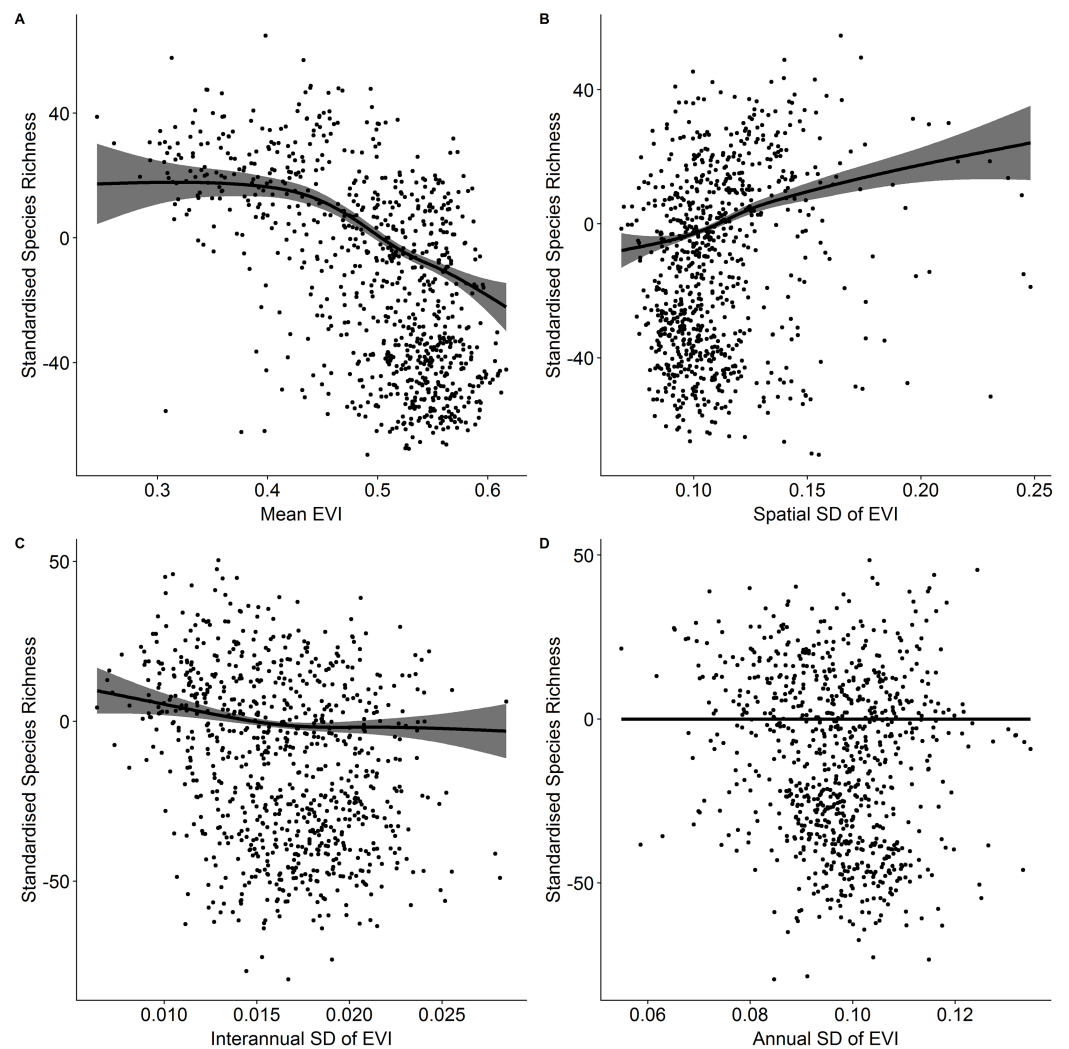 A
Standardised Species Richness
40
0
-40
0.3 0.4 0.5 0.6
Mean EVI
B
Standardised Species Richness
40
0
-40
0.10 0.15 0.20 0.25
Spatial SD of EVI
C
Standardised Species Richness
50
0
-50
0.010 0.015 0.020 0.025
Interannual SD of EVI
D
Standardised Species Richness
50
0
-50
0.06 0.08 0.10 0.12
Annual SD of EVI